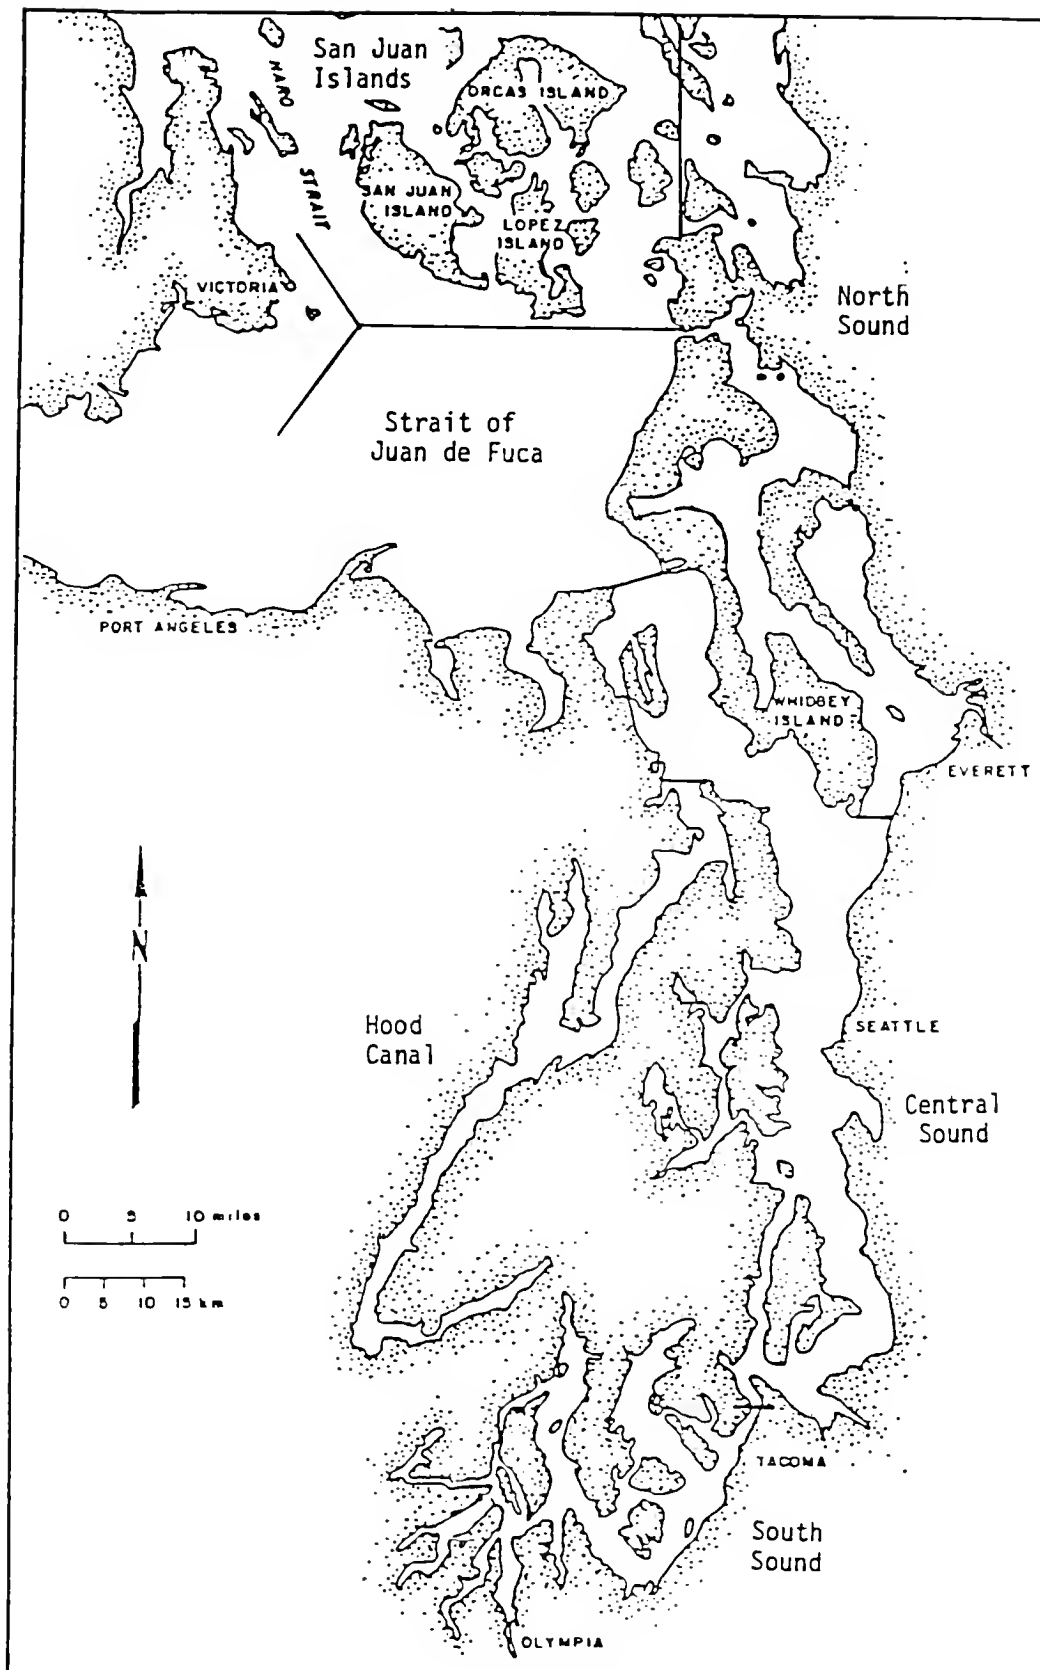 San Juan
Islands
HARO
STRAIT
ORCAS ISLAND
SAN JUAN
ISLAND
LOPEZ
ISLAND
VICTORIA
North
Sound
Strait of
Juan de Fuca
PORT ANGELES
WHIDBEY
ISLAND
EVERETT
N
Hood
Canal
SEATTLE
Central
Sound
0 5 10 miles
0 5 10 15 km
TACOMA
South
Sound
OLYMPIA